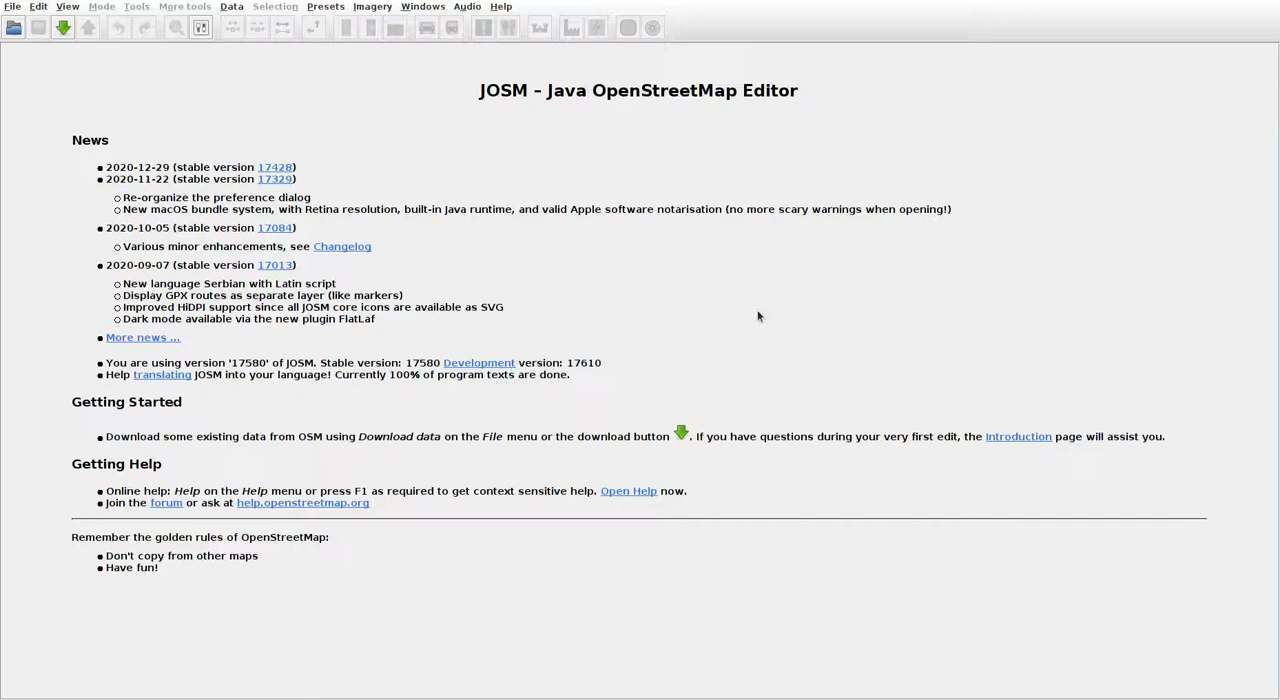 File Edit View Mode Tools More tools Data Selection Presets Imagery Windows Audio Help
JOSM – Java OpenStreetMap Editor
News
2020-12-29 (stable version 17428)
2020-11-22 (stable version 17329)
Re-organize the preference dialog
New macOS bundle system, with Retina resolution, built-in Java runtime, and valid Apple software notarisation (no more scary warnings when opening!)
2020-10-05 (stable version 17084)
Various minor enhancements, see Changelog
2020-09-07 (stable version 17013)
New language Serbian with Latin script
Display GPX routes as separate layer (like markers)
Improved HiDPI support since all JOSM core icons are available as SVG
Dark mode available via the new plugin FlatLaf
More news ...
You are using version '17580' of JOSM. Stable version: 17580 Development version: 17610
Help translating JOSM into your language! Currently 100% of program texts are done.
Getting Started
Download some existing data from OSM using Download data on the File menu or the download button . If you have questions during your very first edit, the Introduction page will assist you.
Getting Help
Online help: Help on the Help menu or press F1 as required to get context sensitive help. Open Help now.
Join the forum or ask at help.openstreetmap.org
Remember the golden rules of OpenStreetMap:
Don't copy from other maps
Have fun!